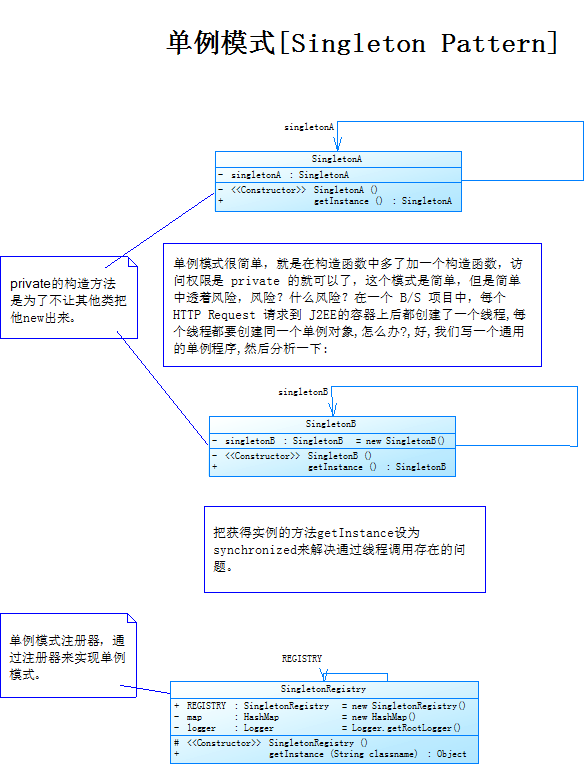 单例模式[Singleton Pattern]
singletonA
SingletonA
- singletonA : SingletonA
- <<Constructor>> SingletonA ()
+ getInstance () : SingletonA
private的构造方法
是为了不让其他类把
他new出来。
单例模式很简单，就是在构造函数中多了加一个构造函数，访
问权限是 private 的就可以了，这个模式是简单，但是简单
中透着风险，风险？什么风险？在一个 B/S 项目中，每个
HTTP Request 请求到 J2EE的容器上后都创建了一个线程,每
个线程都要创建同一个单例对象,怎么办?,好,我们写一个通用
的单例程序,然后分析一下:
singletonB
SingletonB
- singletonB : SingletonB = new SingletonB()
- <<Constructor>> SingletonB ()
+ getInstance () : SingletonB
把获得实例的方法getInstance设为
synchronized来解决通过线程调用存在的问
题。
单例模式注册器，通
过注册器来实现单例
模式。
REGISTRY
SingletonRegistry
+ REGISTRY : SingletonRegistry = new SingletonRegistry()
- map : HashMap = new HashMap()
- logger : Logger = Logger.getRootLogger()
# <<Constructor>> SingletonRegistry ()
+ getInstance (String classname) : Object